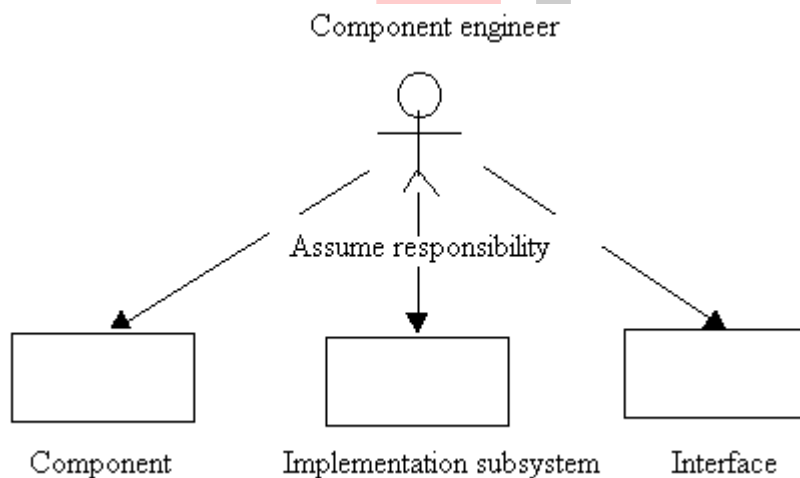 Component engineer
Assume responsibility
Component
Implementation subsystem
Interface